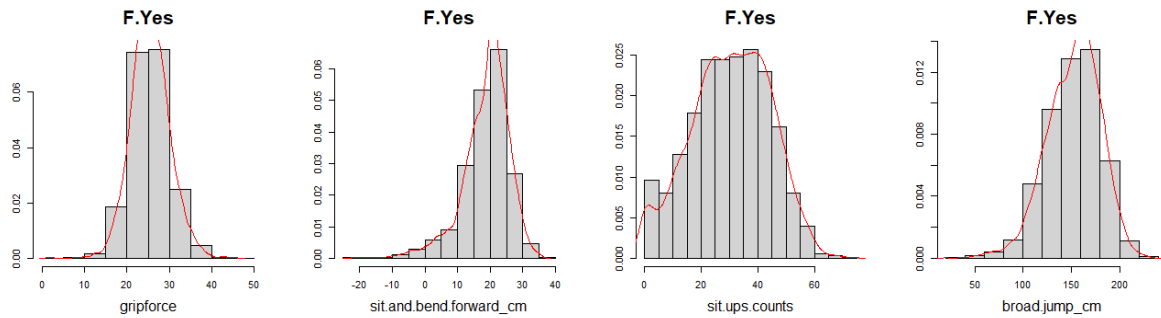 F.Yes
0.00
0.02
0.04
0.06
0 10 20 30 40 50
gripforce
F.Yes
0.00
0.01
0.02
0.03
0.04
0.05
0.06
-20 -10 0 10 20 30 40
sit.and.bend.forward_cm
F.Yes
0.000
0.005
0.010
0.015
0.020
0.025
0 20 40 60
sit.ups.counts
F.Yes
0.000
0.004
0.008
0.012
50 100 150 200
broad.jump_cm